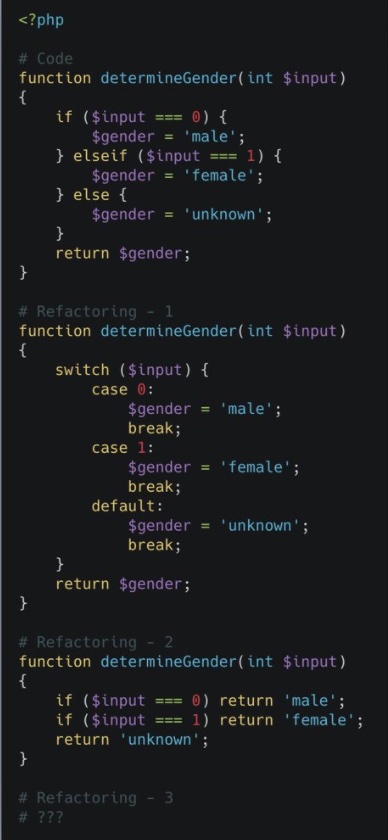 <?php
# Code
function determineGender(int $input)
{
    if ($input === 0) {
        $gender = 'male';
    } elseif ($input === 1) {
        $gender = 'female';
    } else {
        $gender = 'unknown';
    }
    return $gender;
}
# Refactoring - 1
function determineGender(int $input)
{
    switch ($input) {
        case 0:
            $gender = 'male';
            break;
        case 1:
            $gender = 'female';
            break;
        default:
            $gender = 'unknown';
            break;
    }
    return $gender;
}
# Refactoring - 2
function determineGender(int $input)
{
    if ($input === 0) return 'male';
    if ($input === 1) return 'female';
    return 'unknown';
}
# Refactoring - 3
# ???